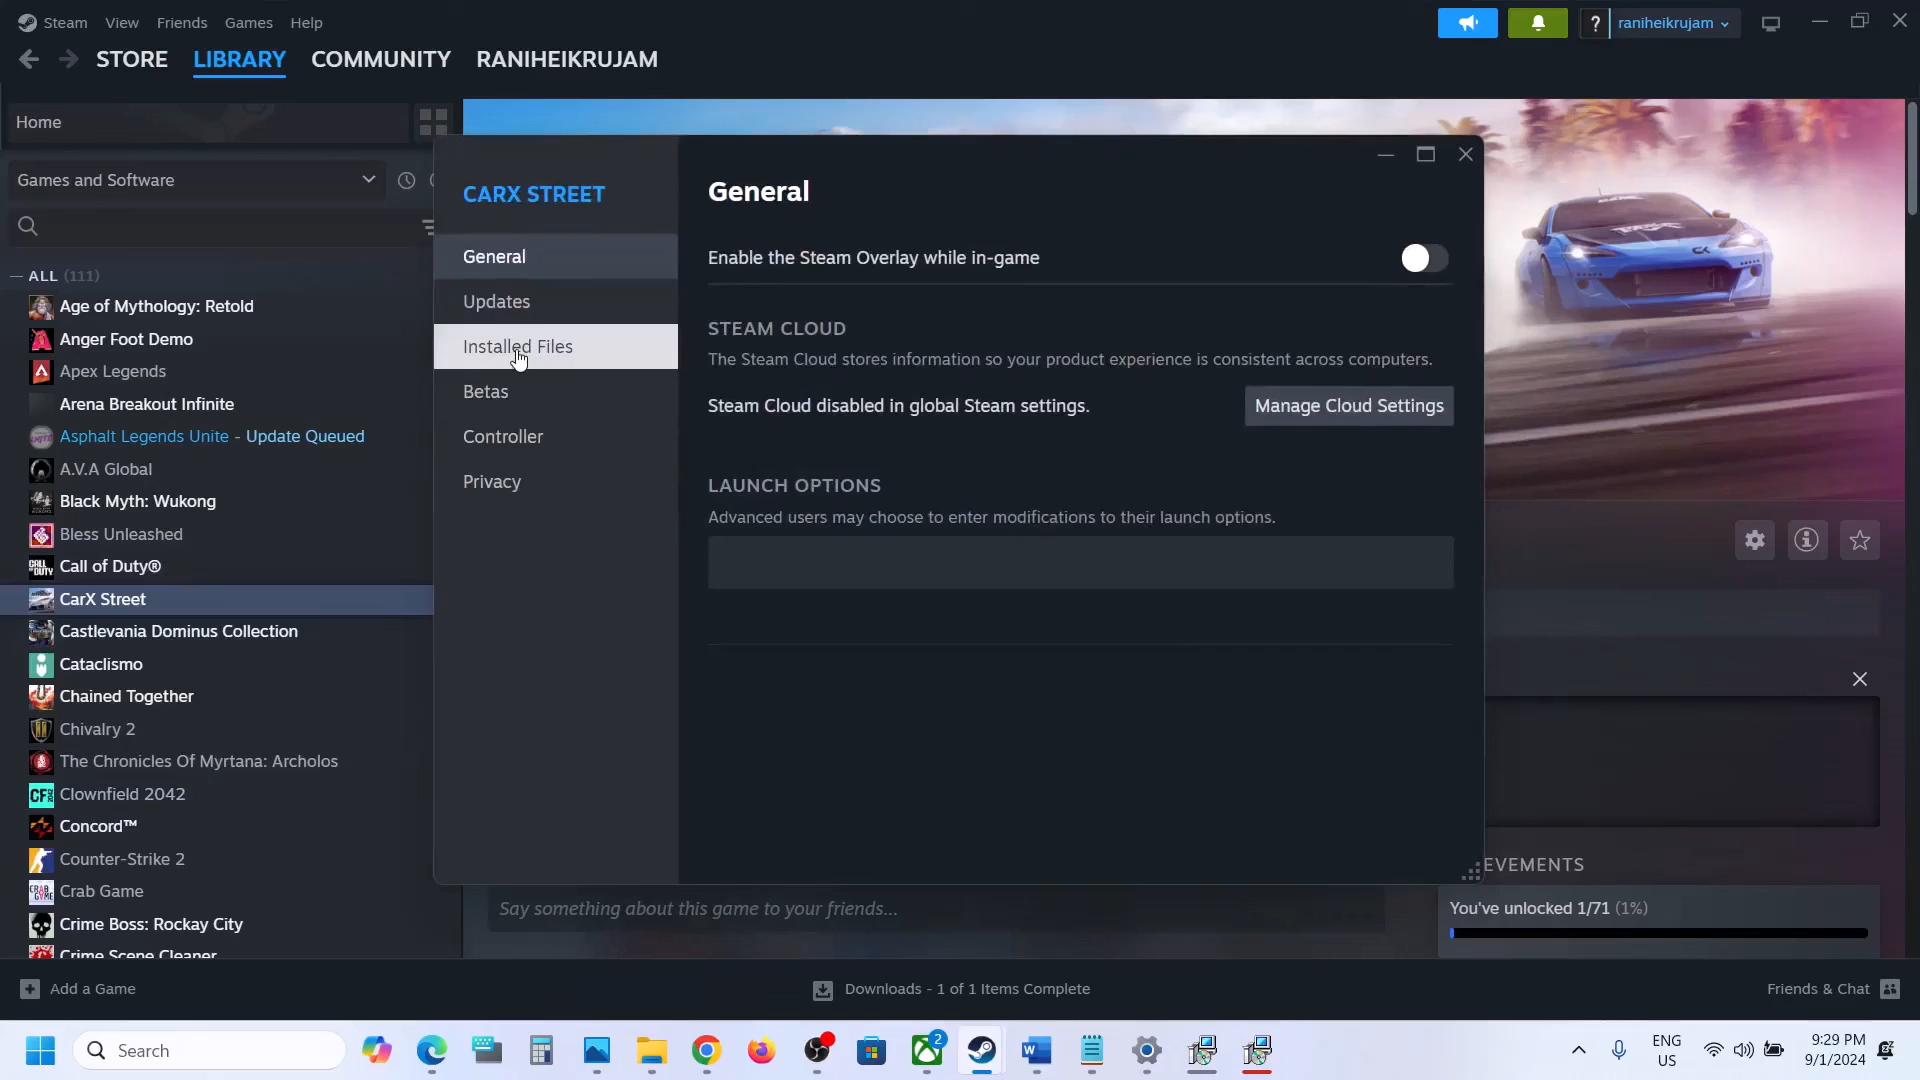 Steam View Friends Games Help
? raniheikrujam
STORE LIBRARY COMMUNITY RANIHEIKRUJAM
Home
Games and Software
ALL (111)
Age of Mythology: Retold
Anger Foot Demo
Apex Legends
Arena Breakout Infinite
Asphalt Legends Unite - Update Queued
A.V.A Global
Black Myth: Wukong
Bless Unleashed
Call of Duty®
CarX Street
Castlevania Dominus Collection
Cataclismo
Chained Together
Chivalry 2
The Chronicles Of Myrtana: Archolos
Clownfield 2042
Concord™
Counter-Strike 2
Crab Game
Crime Boss: Rockay City
Crime Scene Cleaner
CARX STREET
General
Updates
Installed Files
Betas
Controller
Privacy
General
Enable the Steam Overlay while in-game
STEAM CLOUD
The Steam Cloud stores information so your product experience is consistent across computers.
Steam Cloud disabled in global Steam settings.
Manage Cloud Settings
LAUNCH OPTIONS
Advanced users may choose to enter modifications to their launch options.
EVEMENTS
Say something about this game to your friends...
You've unlocked 1/71 (1%)
Add a Game
Downloads - 1 of 1 Items Complete
Friends & Chat
Search
2
ENG
US
9:29 PM
9/1/2024